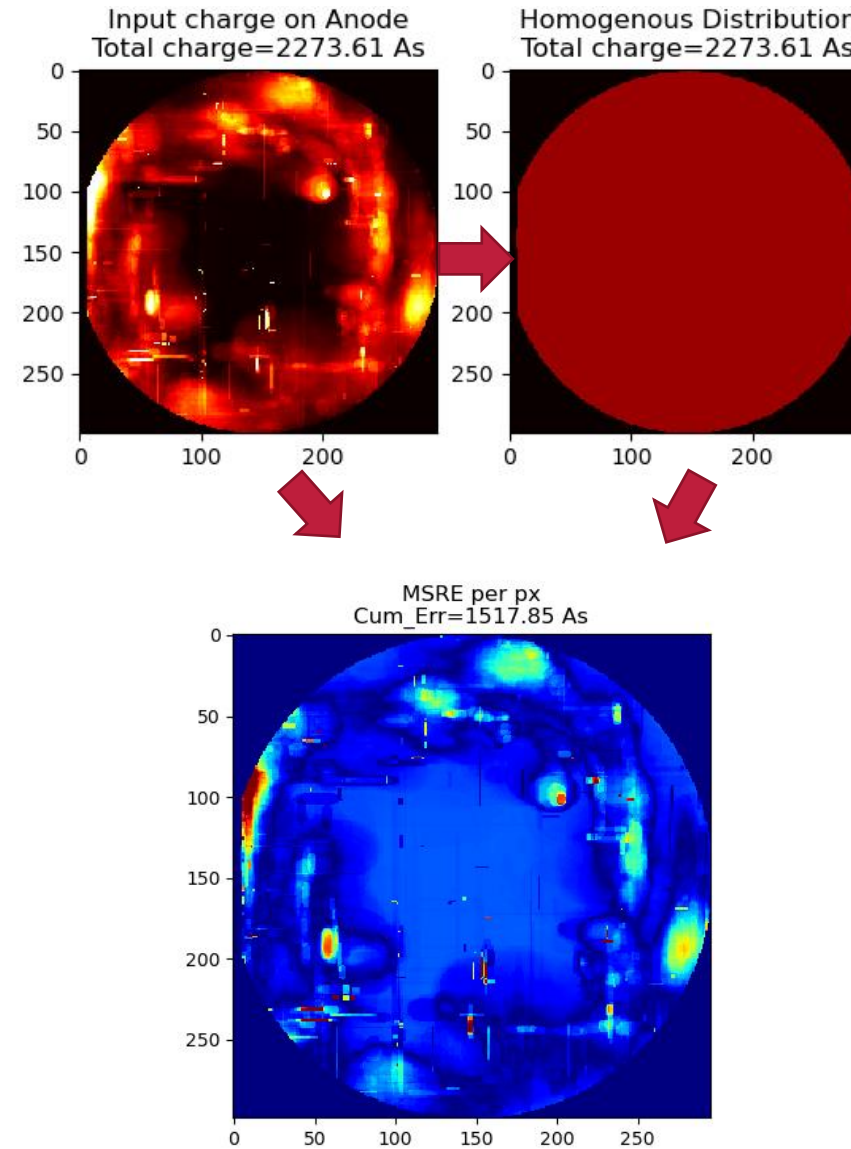 Input charge on Anode
Total charge=2273.61 As
Homogenous Distribution
Total charge=2273.61 As
0
50
100
150
200
250
0 100 200
0
50
100
150
200
250
0 100 200
MSRE per px
Cum_Err=1517.85 As
0
50
100
150
200
250
0 50 100 150 200 250